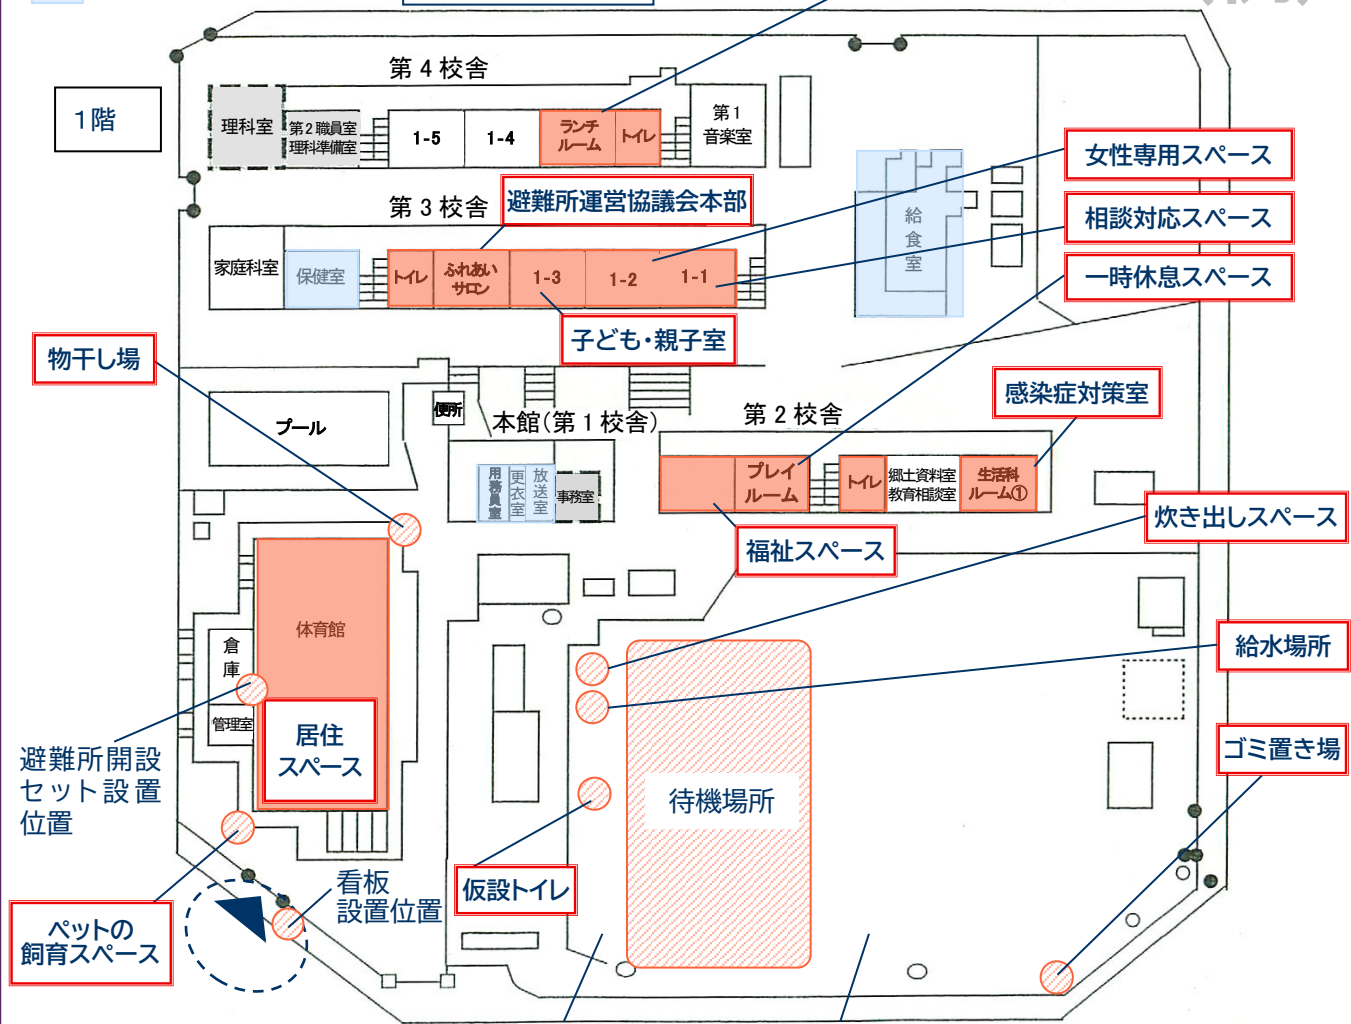 1階
第４校舎
理科室
第２職員室
理科準備室
1-5
1-4
ランチ
ルーム
トイレ
第１
音楽室
女性専用スペース
相談対応スペース
一時休息スペース
避難所運営協議会本部
第３校舎
家庭科室
保健室
トイレ
ふれあい
サロン
1-3
1-2
1-1
給食室
子ども・親子室
物干し場
プール
便所
本館（第１校舎）
第２校舎
感染症対策室
用務員室
更衣室
放送室
事務室
プレイ
ルーム
トイレ
郷土資料室
教育相談室
生活科
ルーム①
炊き出しスペース
福祉スペース
体育館
倉庫
管理室
居住
スペース
給水場所
ゴミ置き場
避難所開設
セット設置
位置
待機場所
仮設トイレ
看板
設置位置
ペットの
飼育スペース